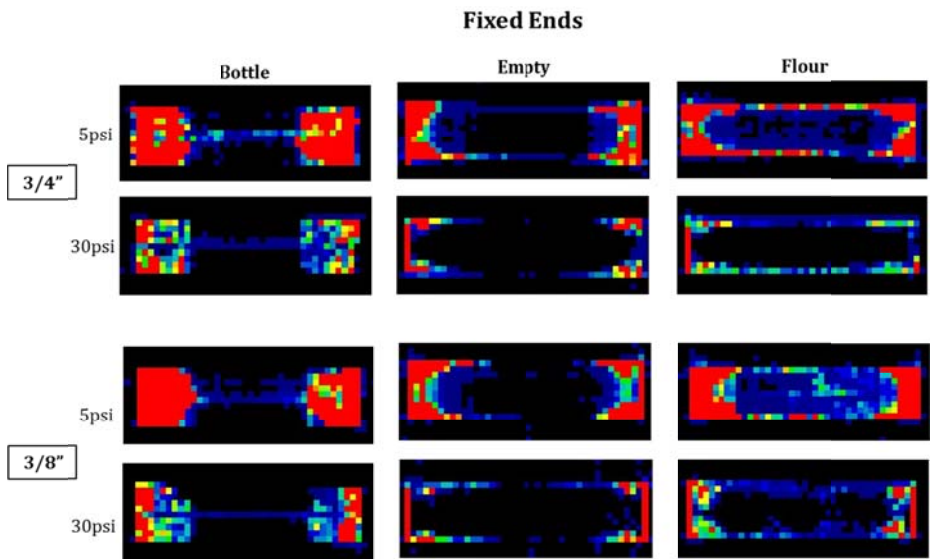 Fixed Ends
Bottle Empty Flour
5psi
3/4”
30psi
5psi
3/8”
30psi